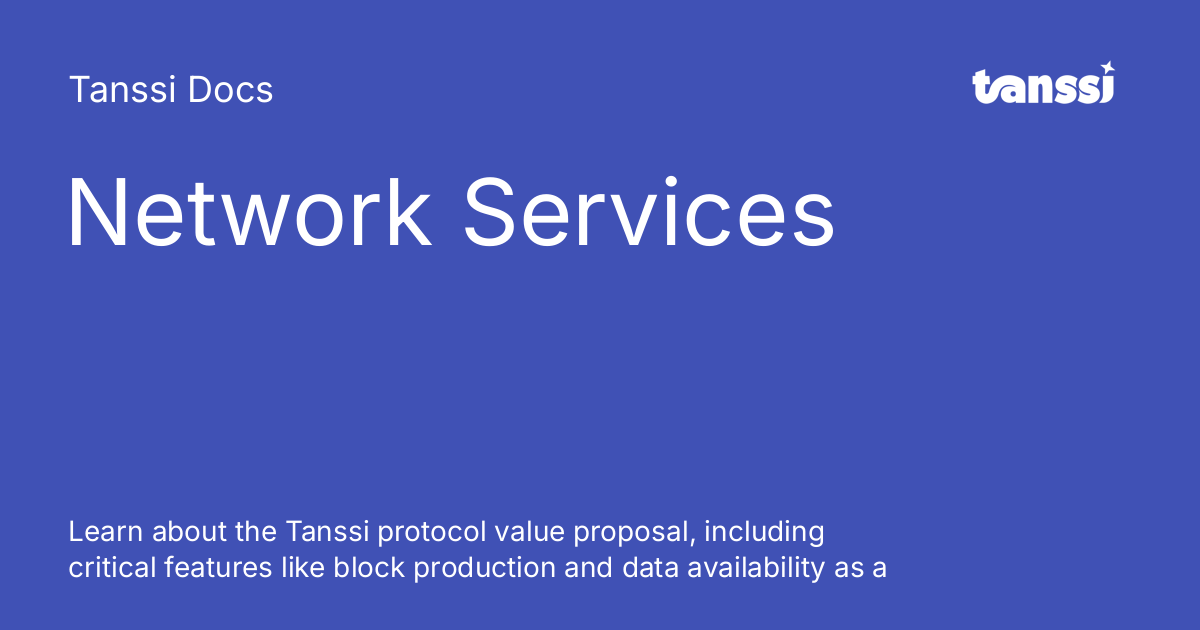 Tanssi Docs
tanssi
Network Services
Learn about the Tanssi protocol value proposal, including
critical features like block production and data availability as a